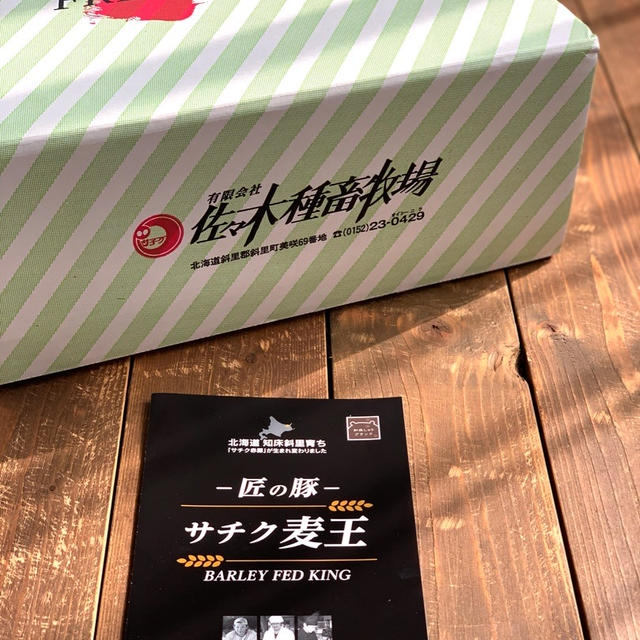 有限会社
サチク
佐々木種畜牧場
北海道斜里郡斜里町美咲69番地 ☎(0152)23-0429
北海道 知床斜里育ち
「サチク赤豚」が生まれ変わりました
－匠の豚－
サチク麦王
BARLEY FED KING